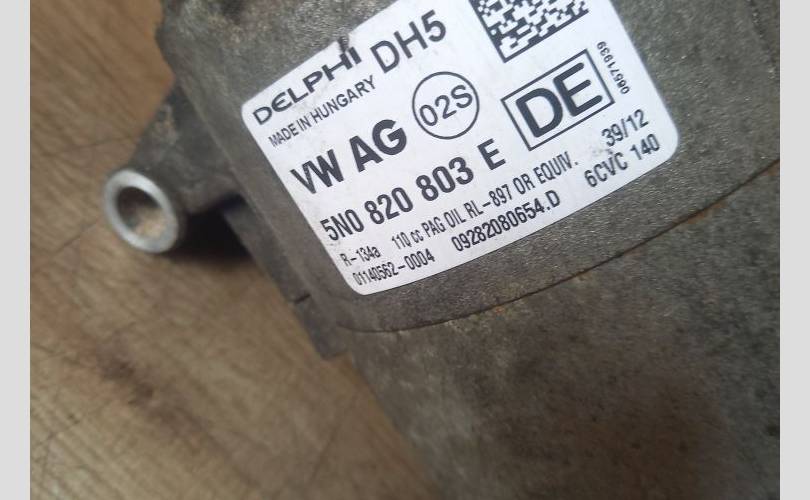 DELPHI DH5
MADE IN HUNGARY
VW AG 02S DE
06571939
5N0 820 803 E
R-134a 110 cc PAG OIL RL-897 OR EQUIV. 39/12
01140562-0004 09282080654.D 6CVC 140